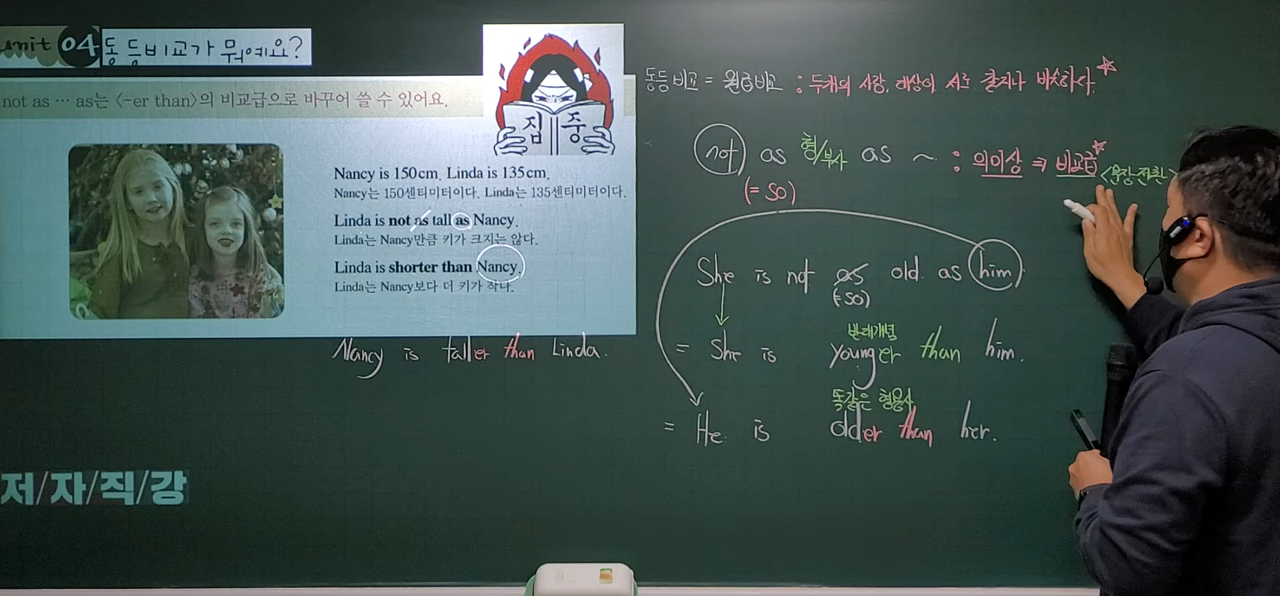 unit 04 동등비교가 뭐예요?
not as … as는 <-er than>의 비교급으로 바꾸어 쓸 수 있어요.
집중
Nancy is 150cm. Linda is 135cm.
Nancy는 150센티미터이다. Linda는 135센티미터이다.
Linda is not as tall as Nancy.
Linda는 Nancy만큼 키가 크지는 않다.
Linda is shorter than Nancy.
Linda는 Nancy보다 더 키가 작다.
Nancy is taller than Linda.
저/자/직/강
동등비교 = 원급비교 : 두개의 사람, 대상이 서로
not as 형/부사 as ~ : 의미상 ⇒ 비교급 <문장전환>
(= so)
She is not as old as him
(= so)
반대개념
= She is younger than him.
똑같은 형용사
= He is older than her.